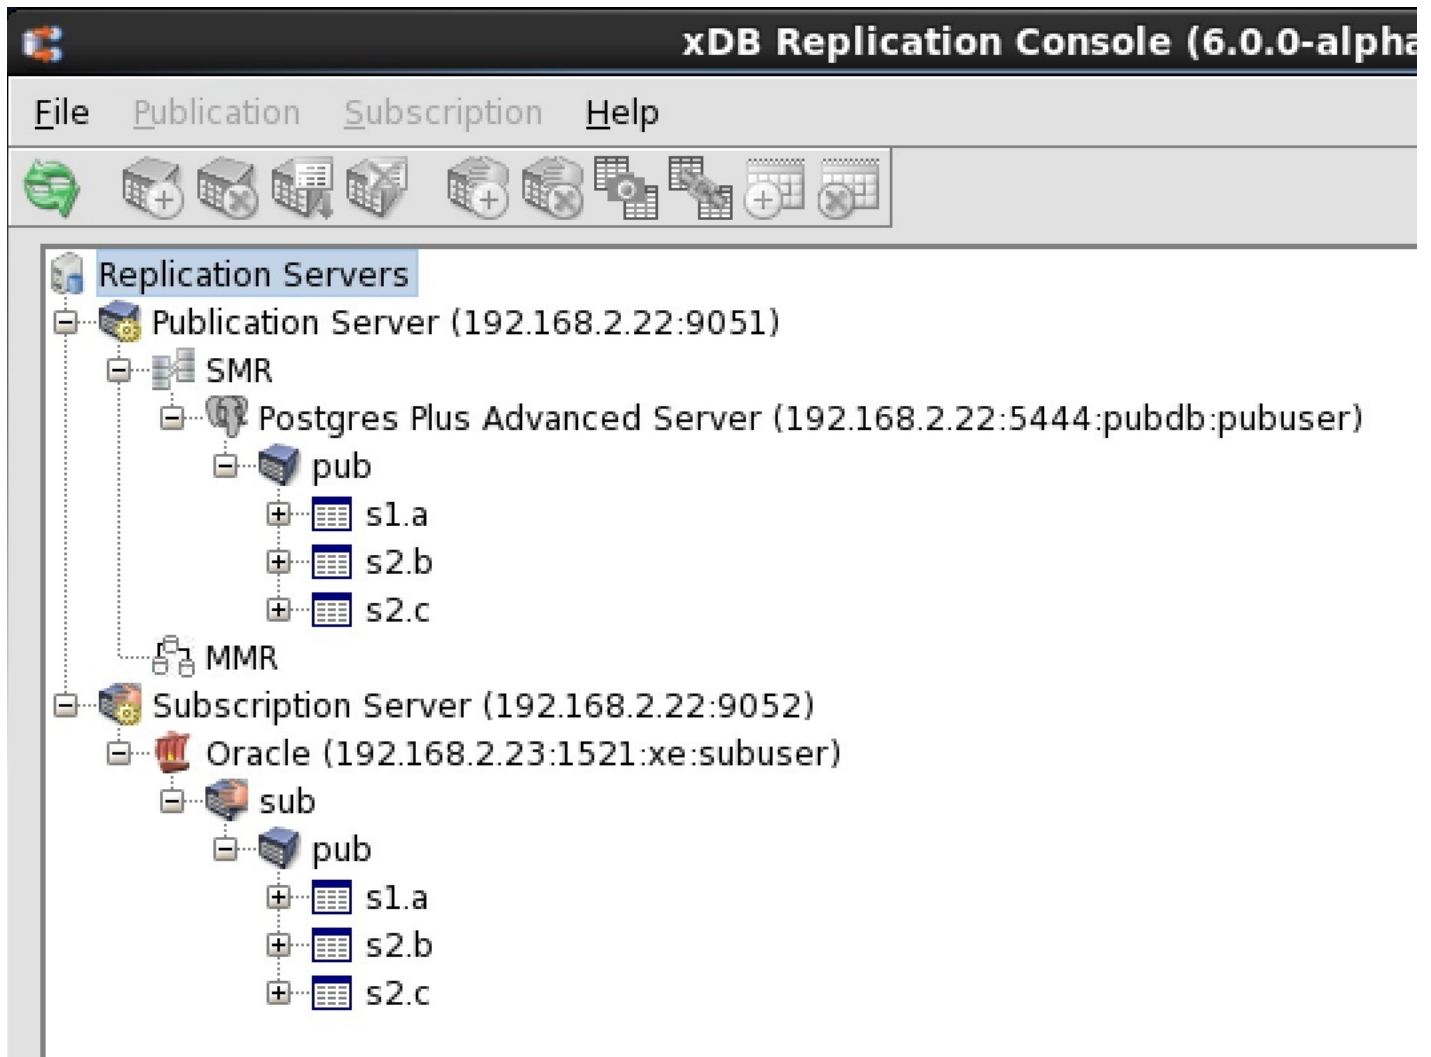 xDB Replication Console (6.0.0-alpha
File Publication Subscription Help
Replication Servers
Publication Server (192.168.2.22:9051)
SMR
Postgres Plus Advanced Server (192.168.2.22:5444:pubdb:pubuser)
pub
s1.a
s2.b
s2.c
MMR
Subscription Server (192.168.2.22:9052)
Oracle (192.168.2.23:1521:xe:subuser)
sub
pub
s1.a
s2.b
s2.c